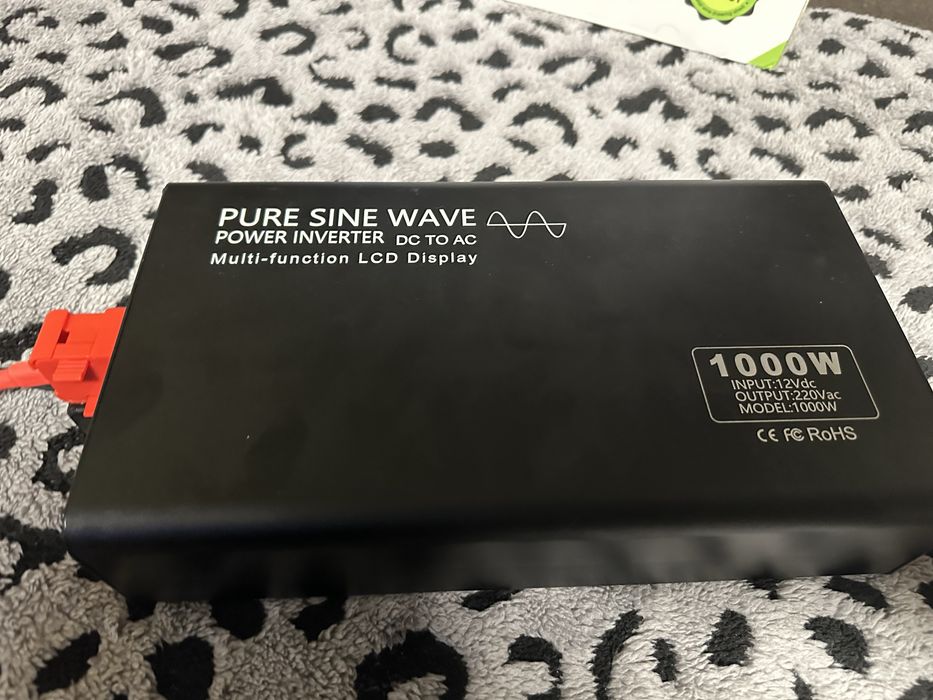 PURE SINE WAVE
POWER INVERTER DC TO AC
Multi-function LCD Display
1000W
INPUT:12Vdc
OUTPUT:220Vac
MODEL:1000W
CE FC RoHS